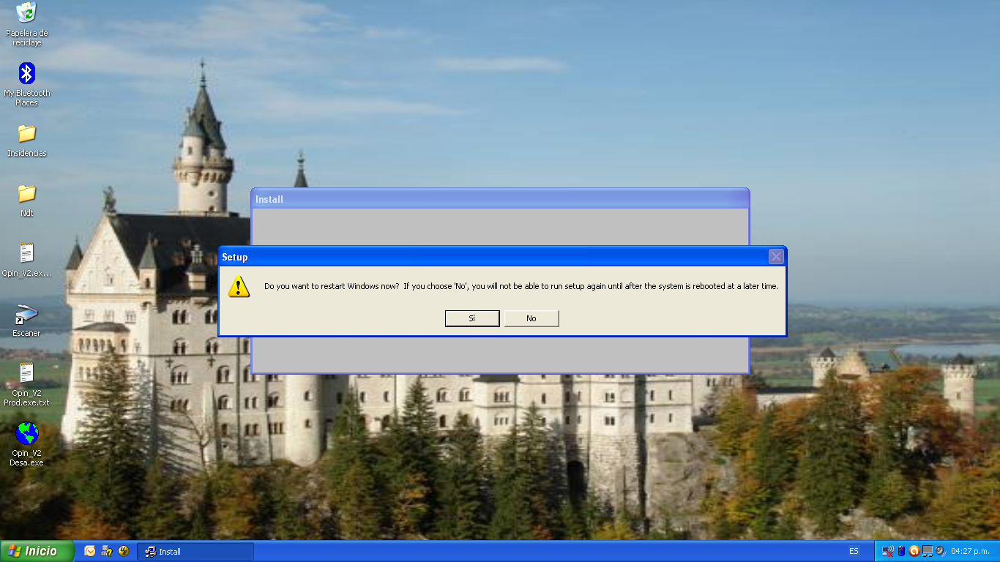 Papelera de
reciclaje
My Bluetooth
Places
Insidencias
Ndt
Opin_V2.ex...
Escaner
Opin_V2
Prod.exe.txt
Opin_V2
Desa.exe
Install
Setup
Do you want to restart Windows now?  If you choose 'No', you will not be able to run setup again until after the system is rebooted at a later time.
Sí
No
Inicio
Install
ES
04:27 p.m.